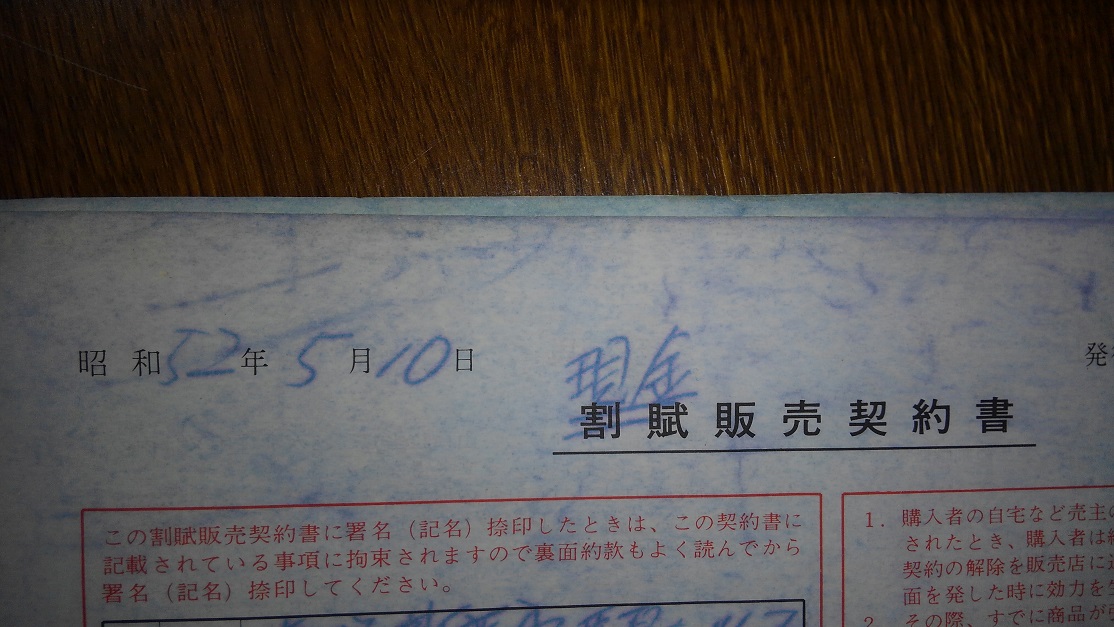 昭和52年5月10日
発
現金
割賦販売契約書
この割賦販売契約書に署名（記名）捺印したときは、この契約書に
記載されている事項に拘束されますので裏面約款もよく読んでから
署名（記名）捺印してください。
1. 購入者の自宅など売主の
されたとき、購入者は
契約の解除を販売店に
面を発した時に効力を
2. その際、すでに商品が